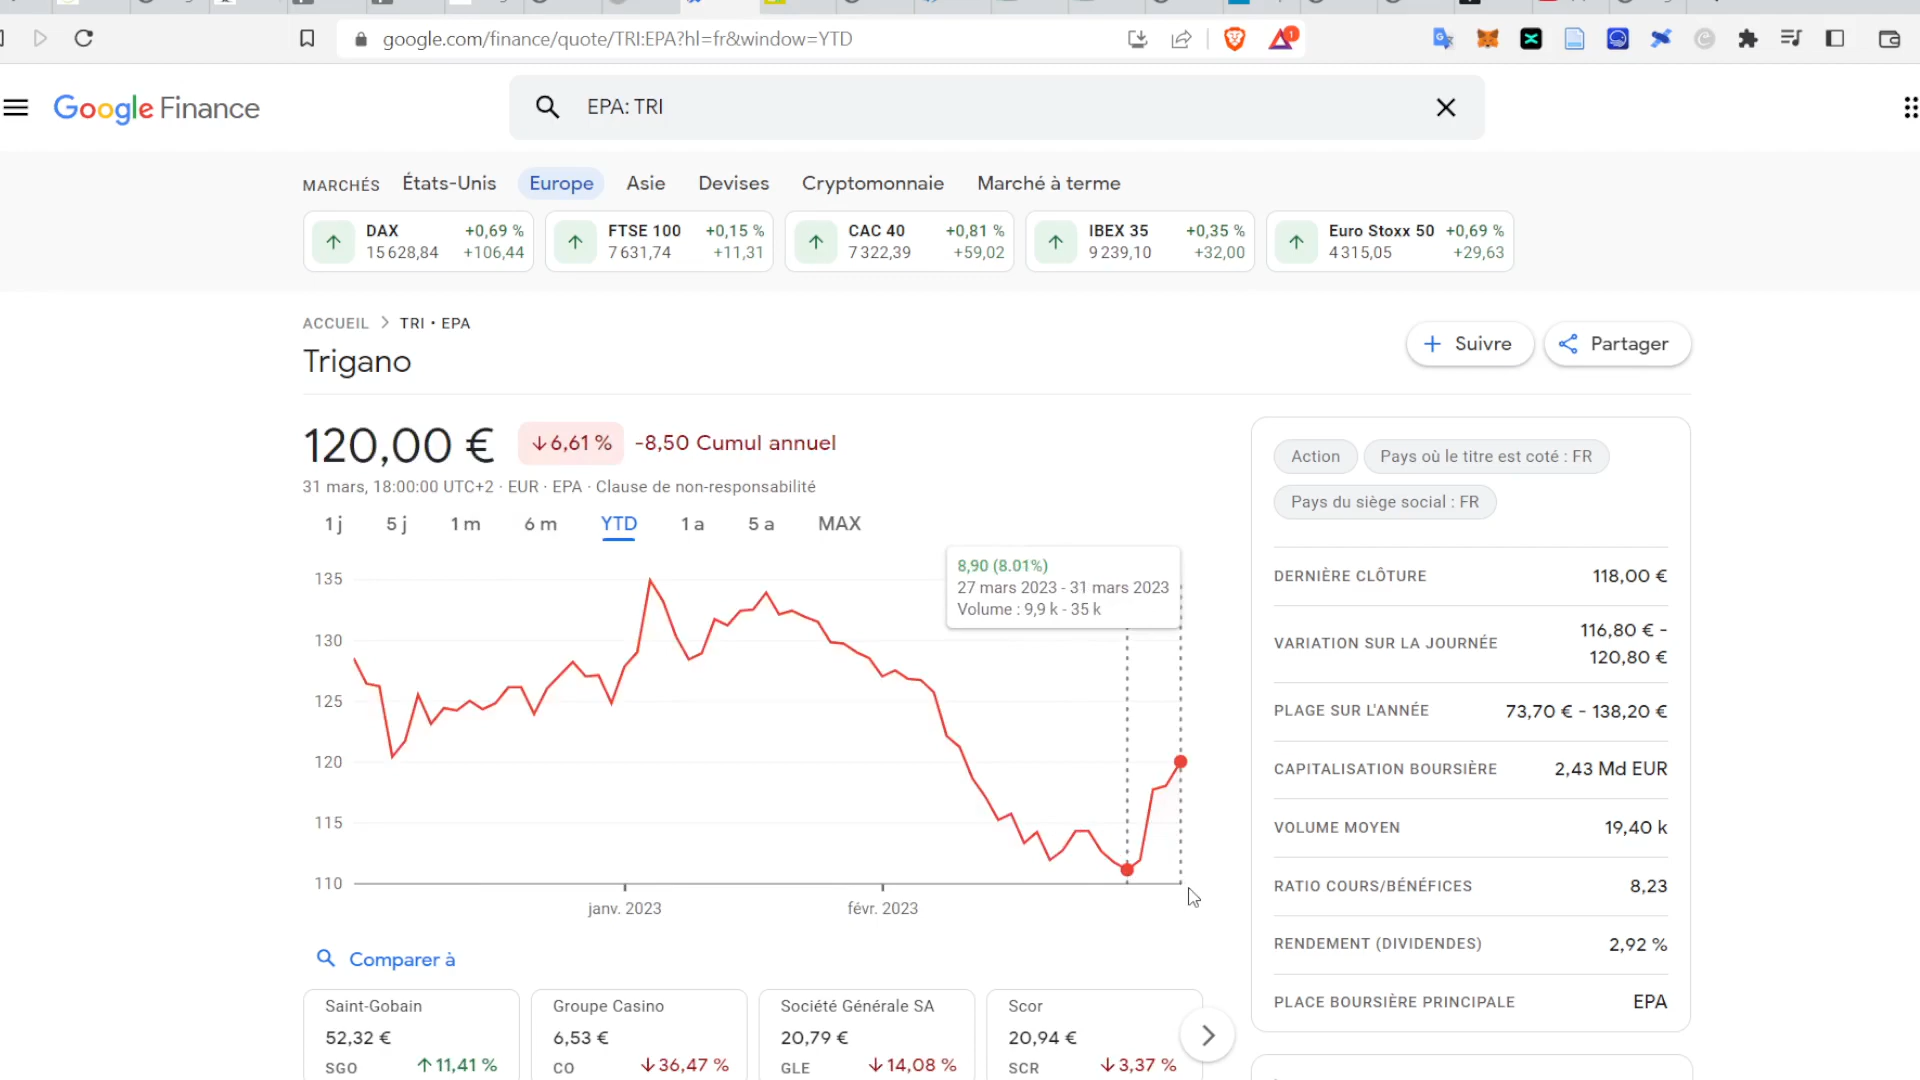 google.com/finance/quote/TRI:EPA?hl=fr&window=YTD
1
Google Finance
EPA: TRI
MARCHÉS États-Unis Europe Asie Devises Cryptomonnaie Marché à terme
DAX +0,69 %
15 628,84 +106,44
FTSE 100 +0,15 %
7 631,74 +11,31
CAC 40 +0,81 %
7 322,39 +59,02
IBEX 35 +0,35 %
9 239,10 +32,00
Euro Stoxx 50 +0,69 %
4 315,05 +29,63
ACCUEIL > TRI • EPA
Trigano
+ Suivre
Partager
120,00 € ↓6,61 % -8,50 Cumul annuel
31 mars, 18:00:00 UTC+2 · EUR · EPA · Clause de non-responsabilité
1 j 5 j 1 m 6 m YTD 1 a 5 a MAX
8,90 (8.01%)
27 mars 2023 - 31 mars 2023
Volume : 9,9 k - 35 k
135
130
125
120
115
110
janv. 2023 févr. 2023
Comparer à
Saint-Gobain
52,32 €
SGO ↑11,41 %
Groupe Casino
6,53 €
CO ↓36,47 %
Société Générale SA
20,79 €
GLE ↓14,08 %
Scor
20,94 €
SCR ↓3,37 %
Action
Pays où le titre est coté : FR
Pays du siège social : FR
DERNIÈRE CLÔTURE 118,00 €
VARIATION SUR LA JOURNÉE 116,80 € -
120,80 €
PLAGE SUR L'ANNÉE 73,70 € - 138,20 €
CAPITALISATION BOURSIÈRE 2,43 Md EUR
VOLUME MOYEN 19,40 k
RATIO COURS/BÉNÉFICES 8,23
RENDEMENT (DIVIDENDES) 2,92 %
PLACE BOURSIÈRE PRINCIPALE EPA